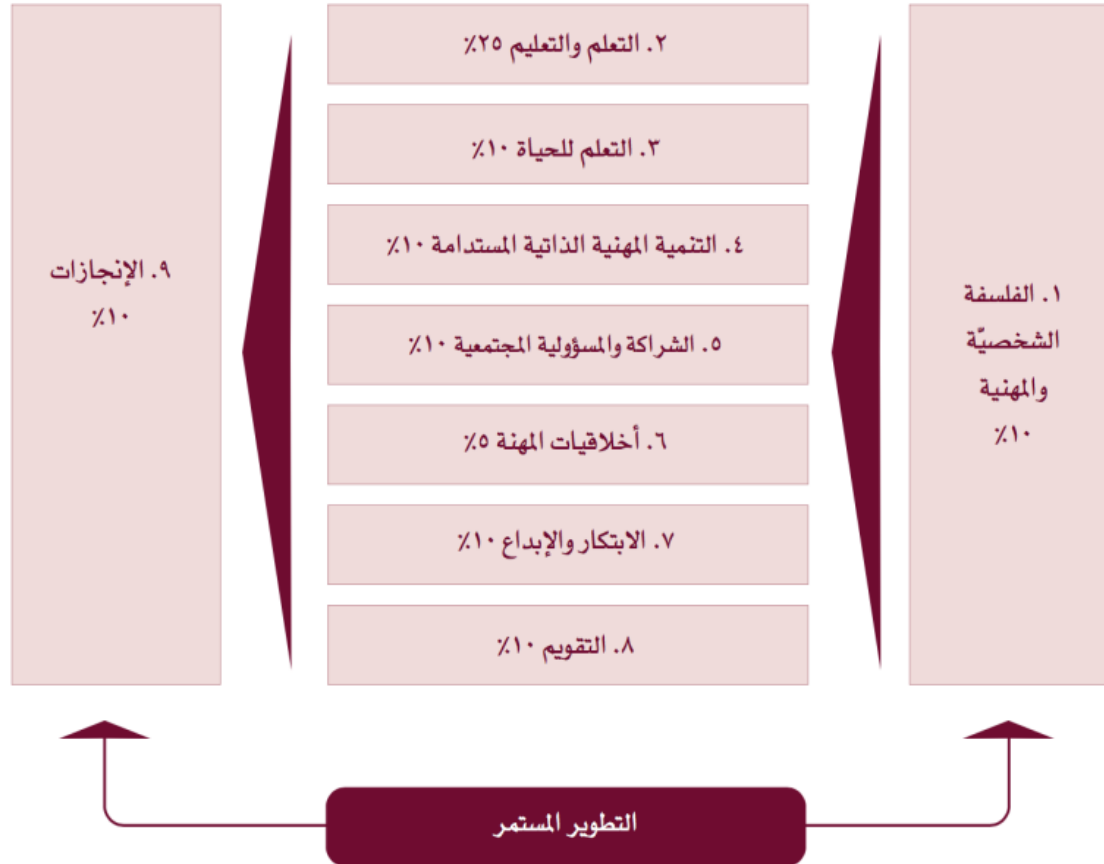 ١. الفلسفة
الشخصيّة
والمهنية
١٠٪
٢. التعلم والتعليم ٢٥٪
٣. التعلم للحياة ١٠٪
٤. التنمية المهنية الذاتية المستدامة ١٠٪
٥. الشراكة والمسؤولية المجتمعية ١٠٪
٦. أخلاقيات المهنة ٥٪
٧. الابتكار والإبداع ١٠٪
٨. التقويم ١٠٪
٩. الإنجازات
١٠٪
التطوير المستمر